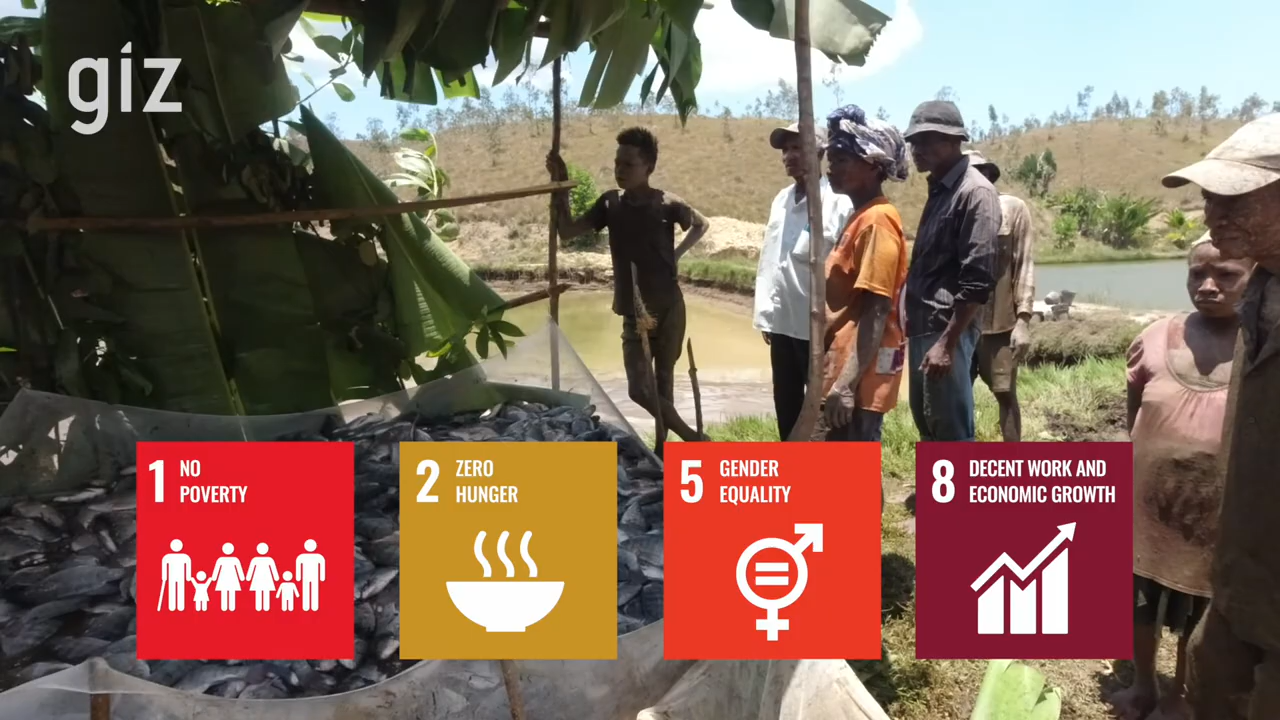 giz
1 NO
POVERTY
2 ZERO
HUNGER
5 GENDER
EQUALITY
8 DECENT WORK AND
ECONOMIC GROWTH